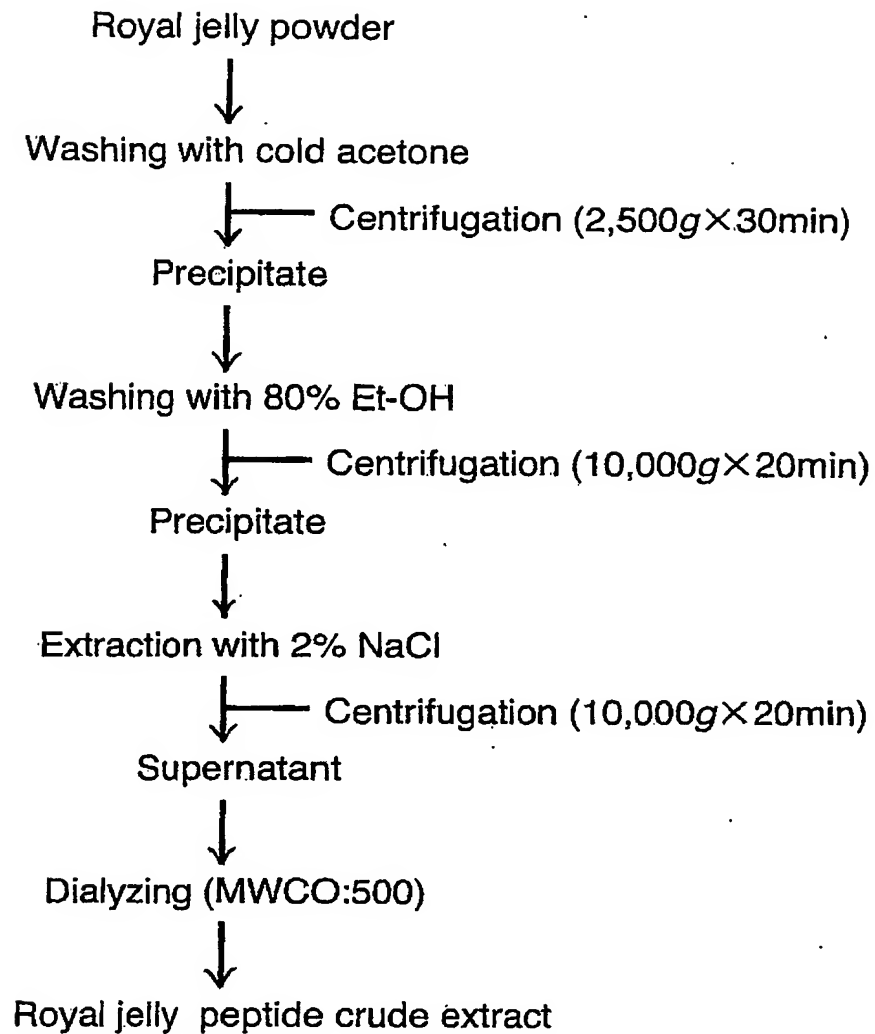 Royal jelly powder
Washing with cold acetone
Centrifugation (2,500g×30min)
Precipitate
Washing with 80% Et-OH
Centrifugation (10,000g×20min)
Precipitate
Extraction with 2% NaCl
Centrifugation (10,000g×20min)
Supernatant
Dialyzing (MWCO:500)
Royal jelly peptide crude extract